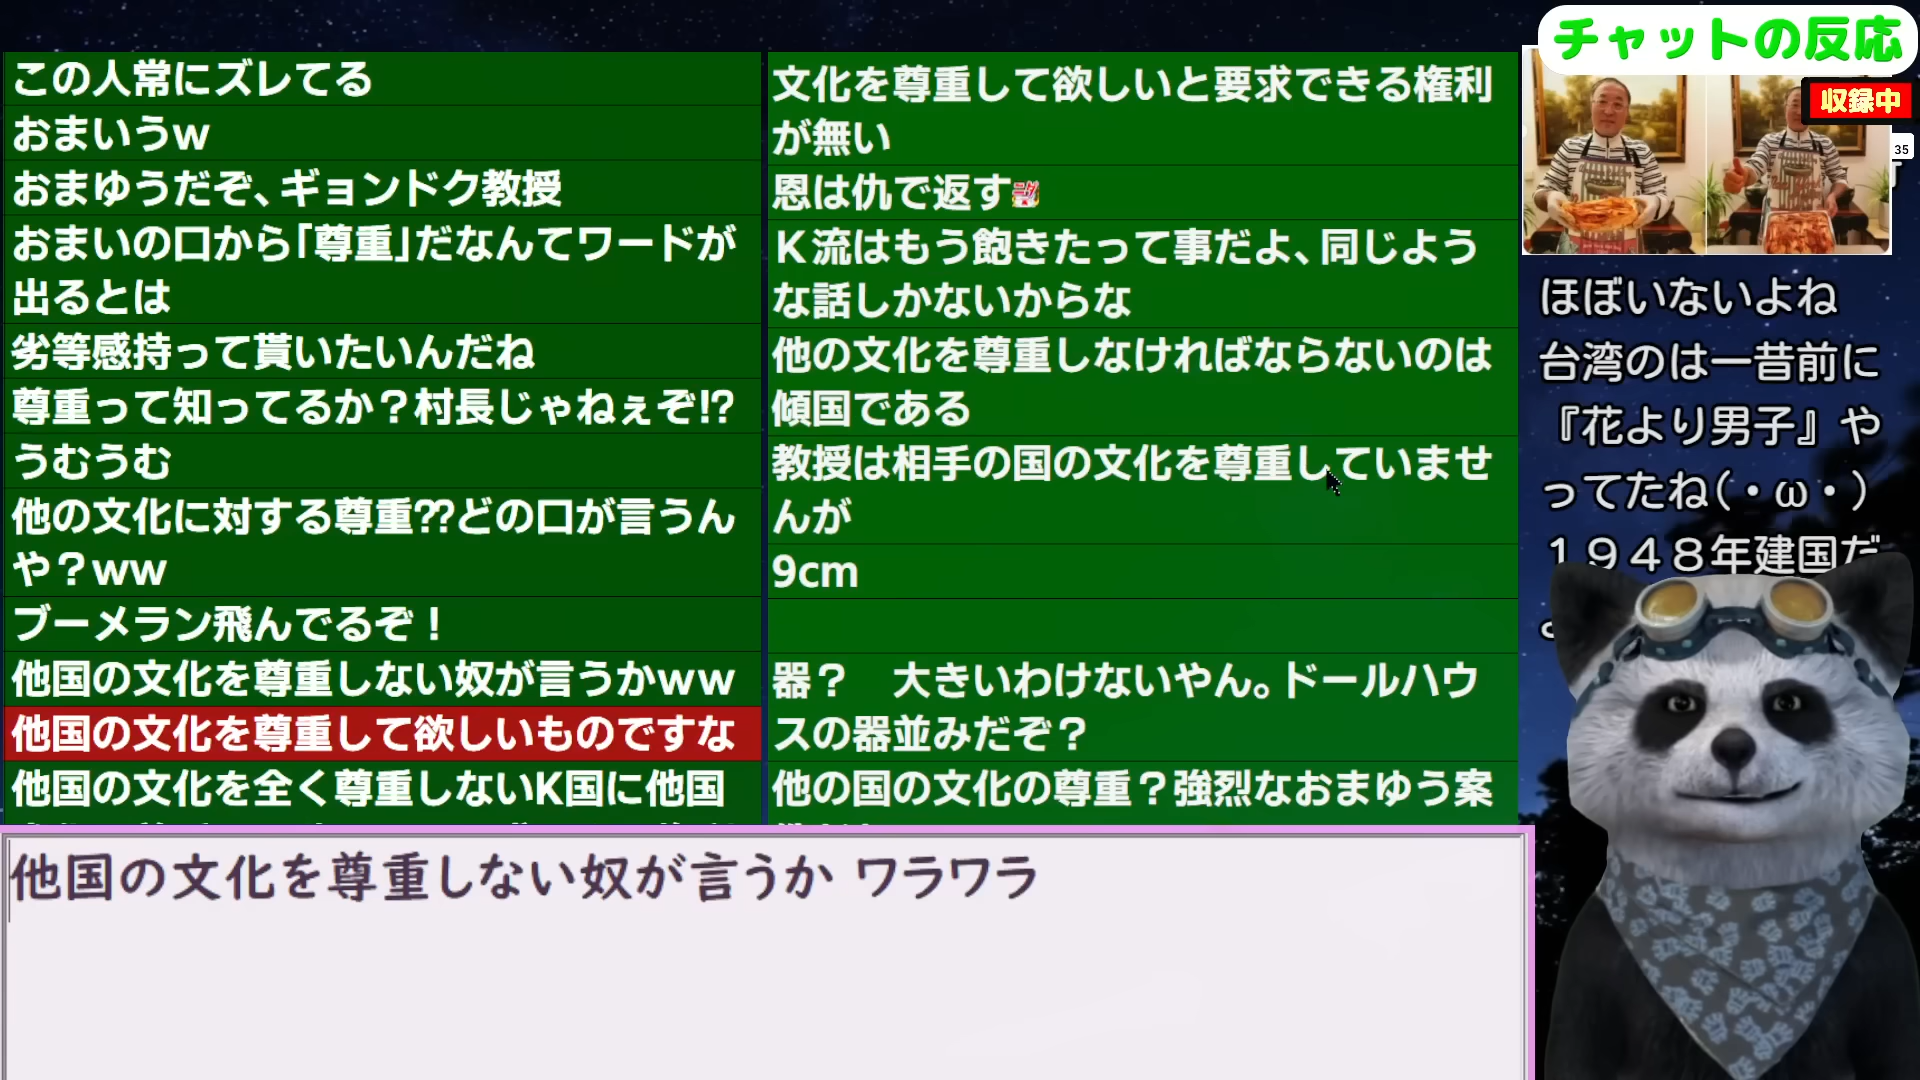 チャットの反応
収録中
35
この人常にズレてる
おまいうw
おまゆうだぞ、ギョンドク教授
おまいの口から｢尊重｣だなんてワードが
出るとは
劣等感持って貰いたいんだね
尊重って知ってるか？村長じゃねぇぞ⁉
うむうむ
他の文化に対する尊重⁇どの口が言うん
や？ww
ブーメラン飛んでるぞ！
他国の文化を尊重しない奴が言うかww
他国の文化を尊重して欲しいものですな
他国の文化を全く尊重しないK国に他国
文化を尊重して欲しいと要求できる権利
が無い
恩は仇で返す
K流はもう飽きたって事だよ、同じよう
な話しかないからな
他の文化を尊重しなければならないのは
傾国である
教授は相手の国の文化を尊重していませ
んが
9cm
器？　大きいわけないやん。ドールハウ
スの器並みだぞ？
他の国の文化の尊重？強烈なおまゆう案
ほぼいないよね
台湾のは一昔前に
『花より男子』や
ってたね(・ω・)
１９４８年建国だ
他国の文化を尊重しない奴が言うか ワラワラ